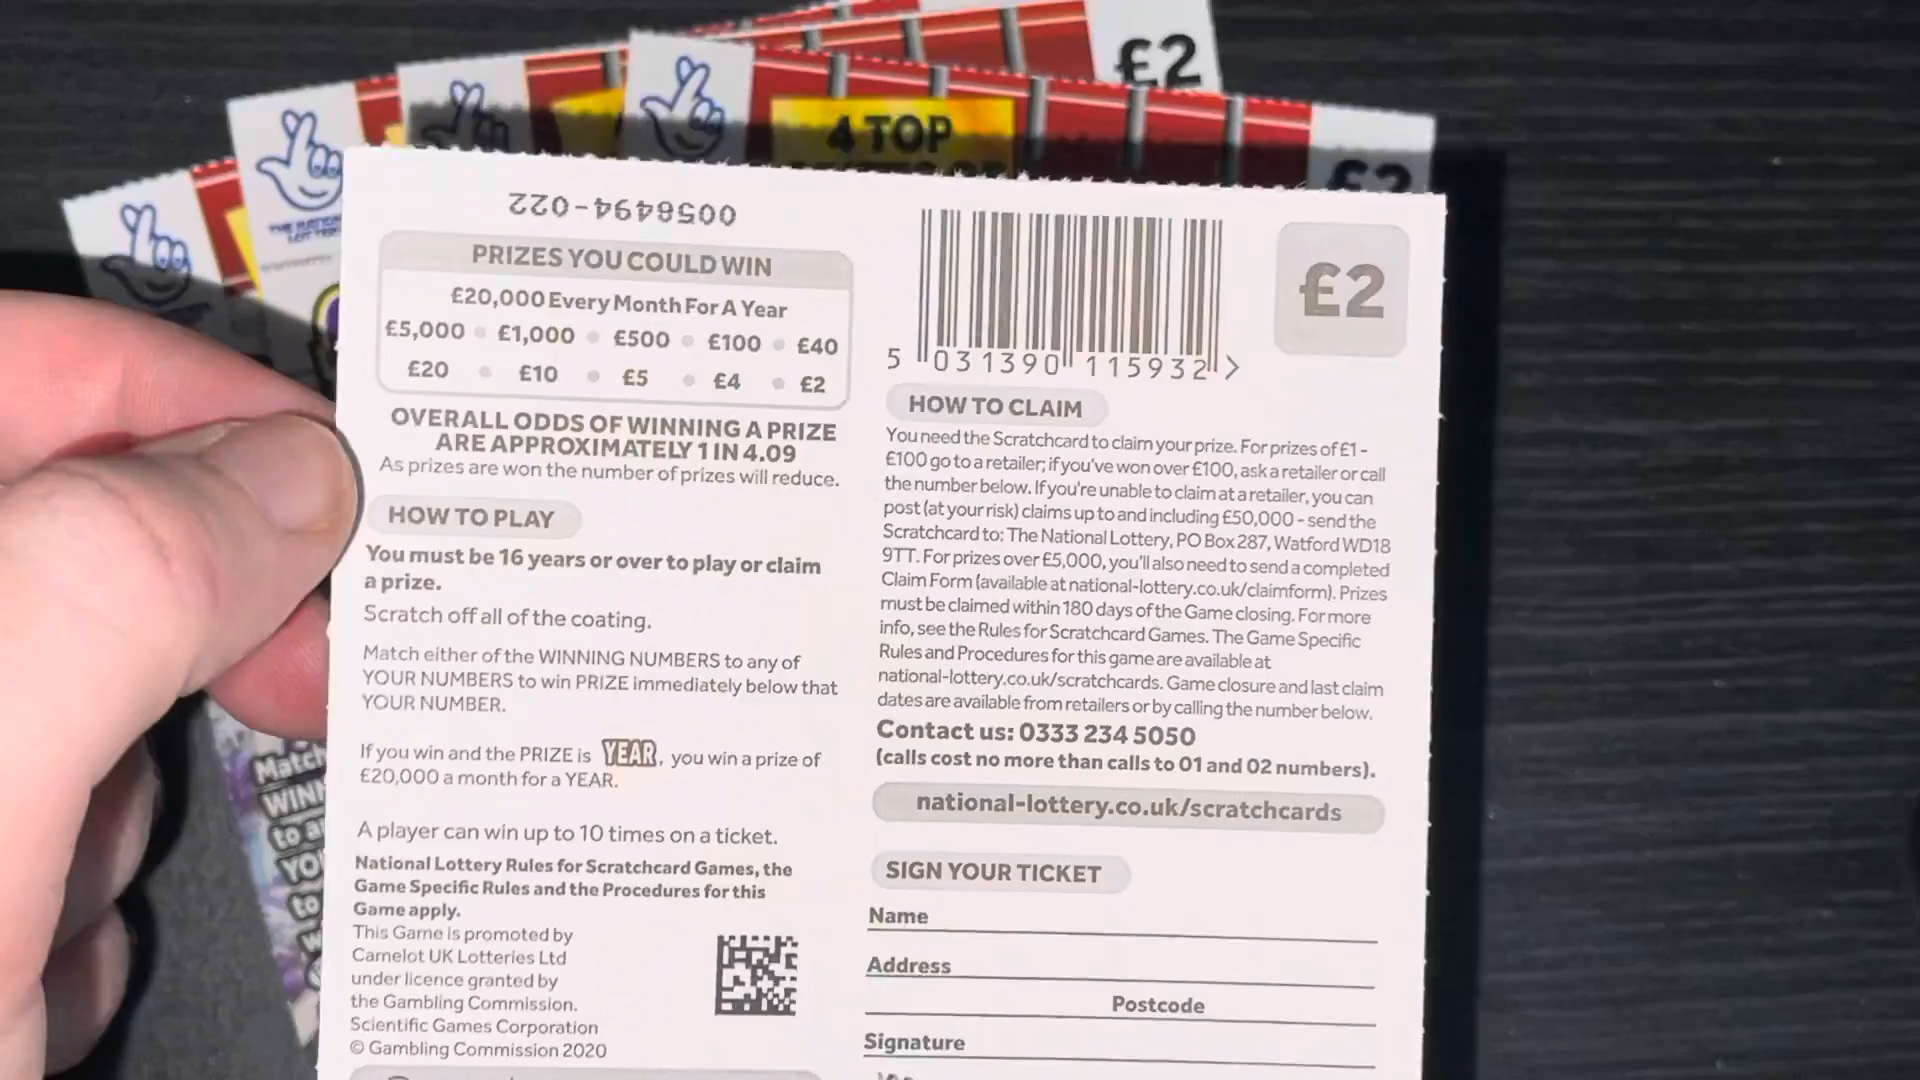 £2
4 TOP
£2
THE NATIONAL
LOTTERY
0056494-022
PRIZES YOU COULD WIN
£20,000 Every Month For A Year
£5,000 • £1,000 • £500 • £100 • £40
£20 • £10 • £5 • £4 • £2
OVERALL ODDS OF WINNING A PRIZE
ARE APPROXIMATELY 1 IN 4.09
As prizes are won the number of prizes will reduce.
HOW TO PLAY
You must be 16 years or over to play or claim
a prize.
Scratch off all of the coating.
Match either of the WINNING NUMBERS to any of
YOUR NUMBERS to win PRIZE immediately below that
YOUR NUMBER.
If you win and the PRIZE is YEAR, you win a prize of
£20,000 a month for a YEAR.
A player can win up to 10 times on a ticket.
National Lottery Rules for Scratchcard Games, the
Game Specific Rules and the Procedures for this
Game apply.
This Game is promoted by
Camelot UK Lotteries Ltd
under licence granted by
the Gambling Commission.
Scientific Games Corporation
© Gambling Commission 2020
5 031390 115932 >
£2
HOW TO CLAIM
You need the Scratchcard to claim your prize. For prizes of £1 -
£100 go to a retailer; if you've won over £100, ask a retailer or call
the number below. If you're unable to claim at a retailer, you can
post (at your risk) claims up to and including £50,000 - send the
Scratchcard to: The National Lottery, PO Box 287, Watford WD18
9TT. For prizes over £5,000, you'll also need to send a completed
Claim Form (available at national-lottery.co.uk/claimform). Prizes
must be claimed within 180 days of the Game closing. For more
info, see the Rules for Scratchcard Games. The Game Specific
Rules and Procedures for this game are available at
national-lottery.co.uk/scratchcards. Game closure and last claim
dates are available from retailers or by calling the number below.
Contact us: 0333 234 5050
(calls cost no more than calls to 01 and 02 numbers).
national-lottery.co.uk/scratchcards
SIGN YOUR TICKET
Name
Address
Postcode
Signature
Match
WINN
to a
YO
to